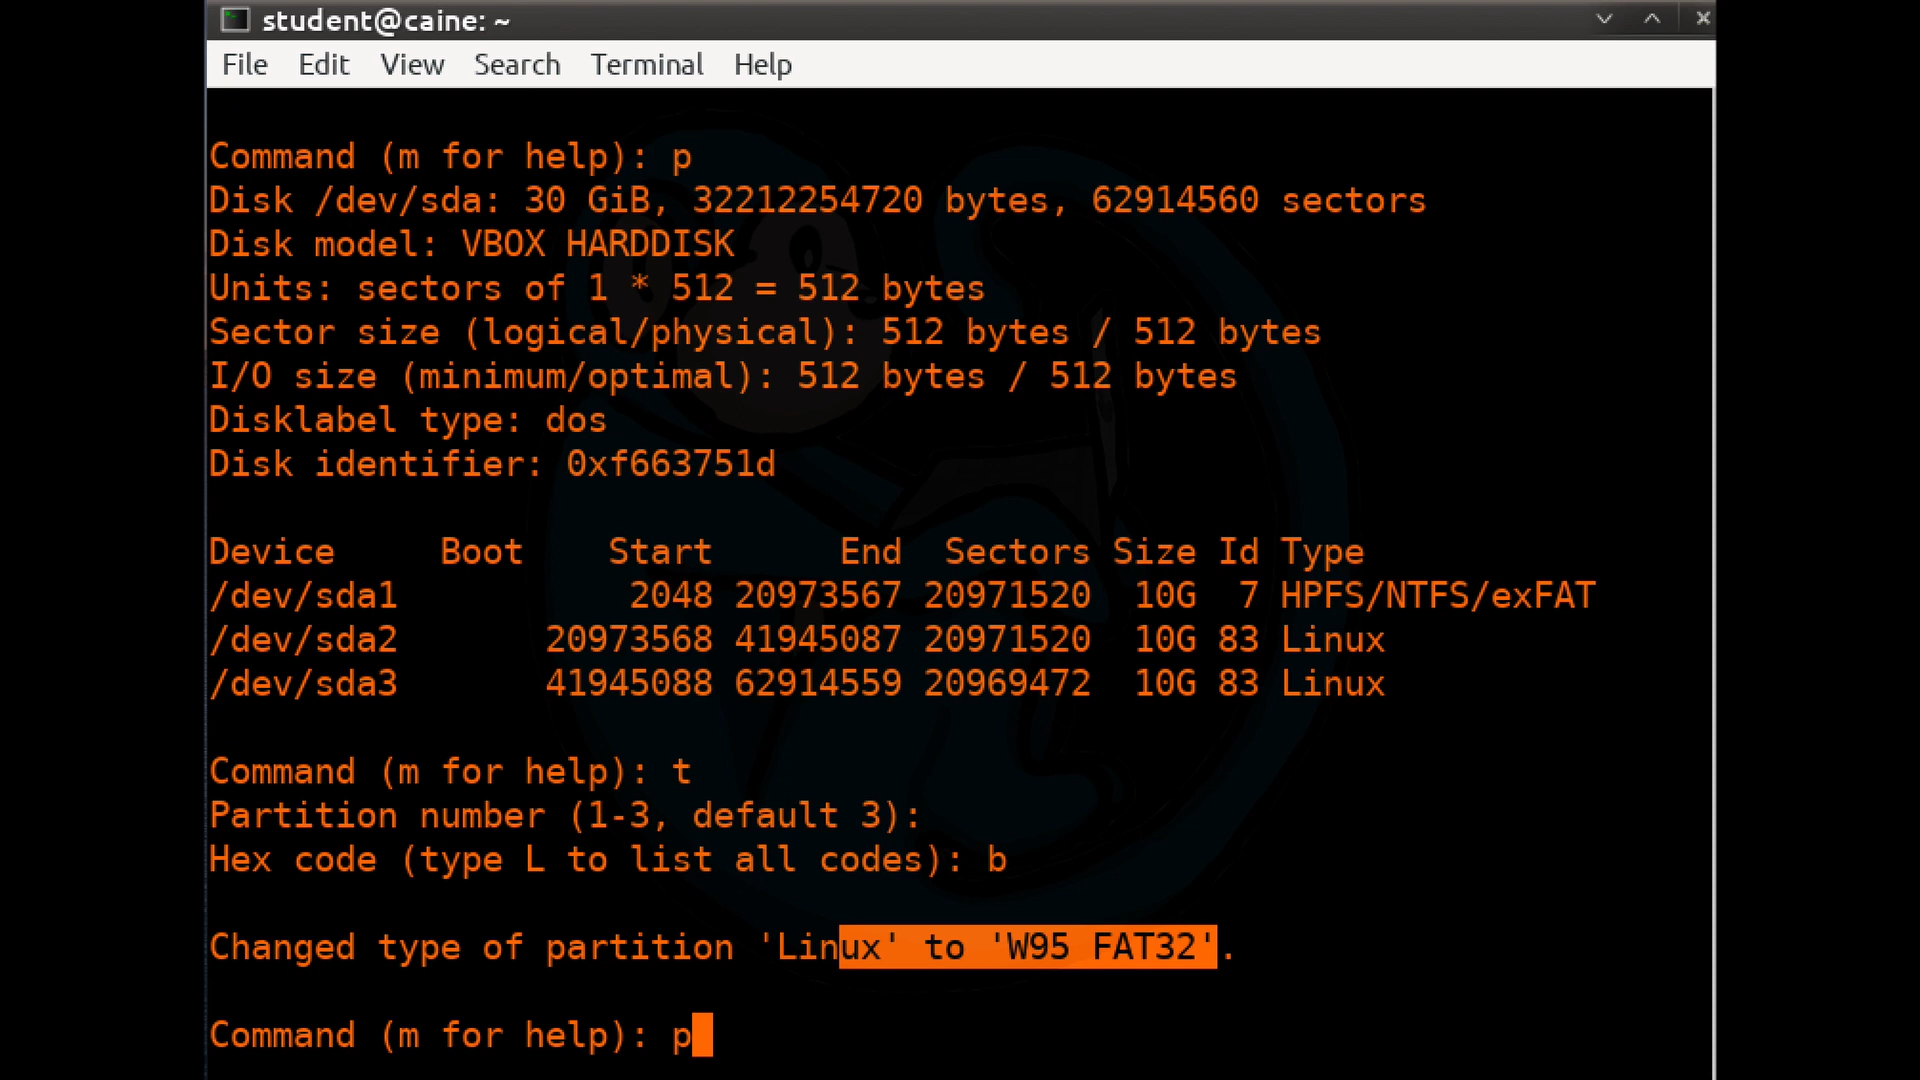 student@caine: ~
File Edit View Search Terminal Help
Command (m for help): p
Disk /dev/sda: 30 GiB, 32212254720 bytes, 62914560 sectors
Disk model: VBOX HARDDISK
Units: sectors of 1 * 512 = 512 bytes
Sector size (logical/physical): 512 bytes / 512 bytes
I/O size (minimum/optimal): 512 bytes / 512 bytes
Disklabel type: dos
Disk identifier: 0xf663751d
Device     Boot    Start      End  Sectors Size Id Type
/dev/sda1           2048 20973567 20971520  10G  7 HPFS/NTFS/exFAT
/dev/sda2       20973568 41945087 20971520  10G 83 Linux
/dev/sda3       41945088 62914559 20969472  10G 83 Linux
Command (m for help): t
Partition number (1-3, default 3):
Hex code (type L to list all codes): b
Changed type of partition 'Linux' to 'W95 FAT32'.
Command (m for help): p